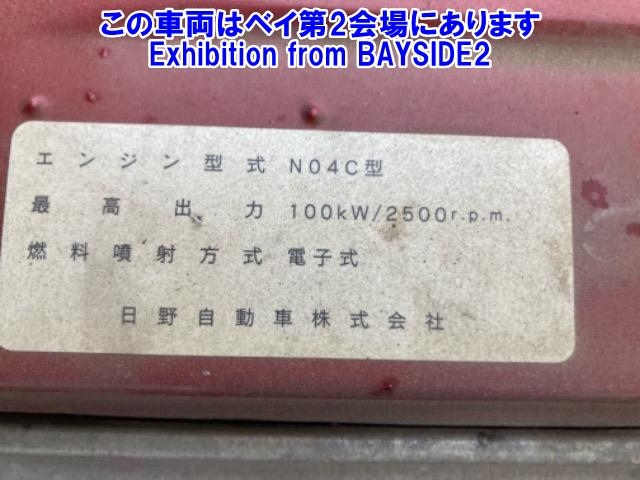 この車両はベイ第2会場にあります
Exhibition from BAYSIDE2
エンジン型式 N04C型
最高出力 100kW/2500r.p.m.
燃料噴射方式 電子式
日野自動車株式会社